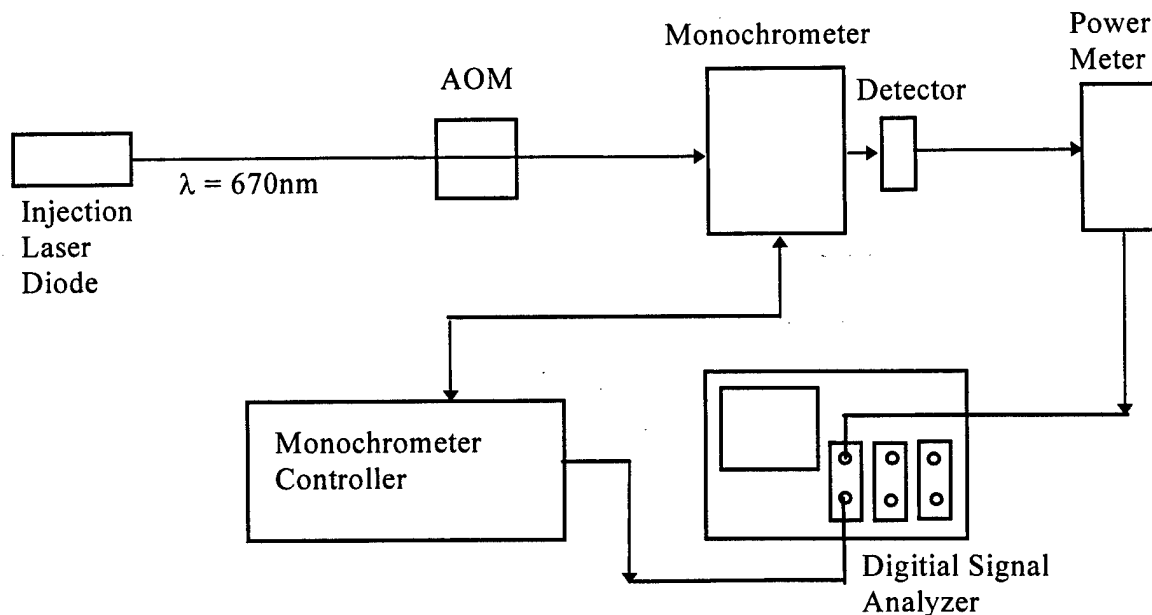 Monochrometer
Power
Meter
AOM
Detector
λ = 670nm
Injection
Laser
Diode
Monochrometer
Controller
Digitial Signal
Analyzer